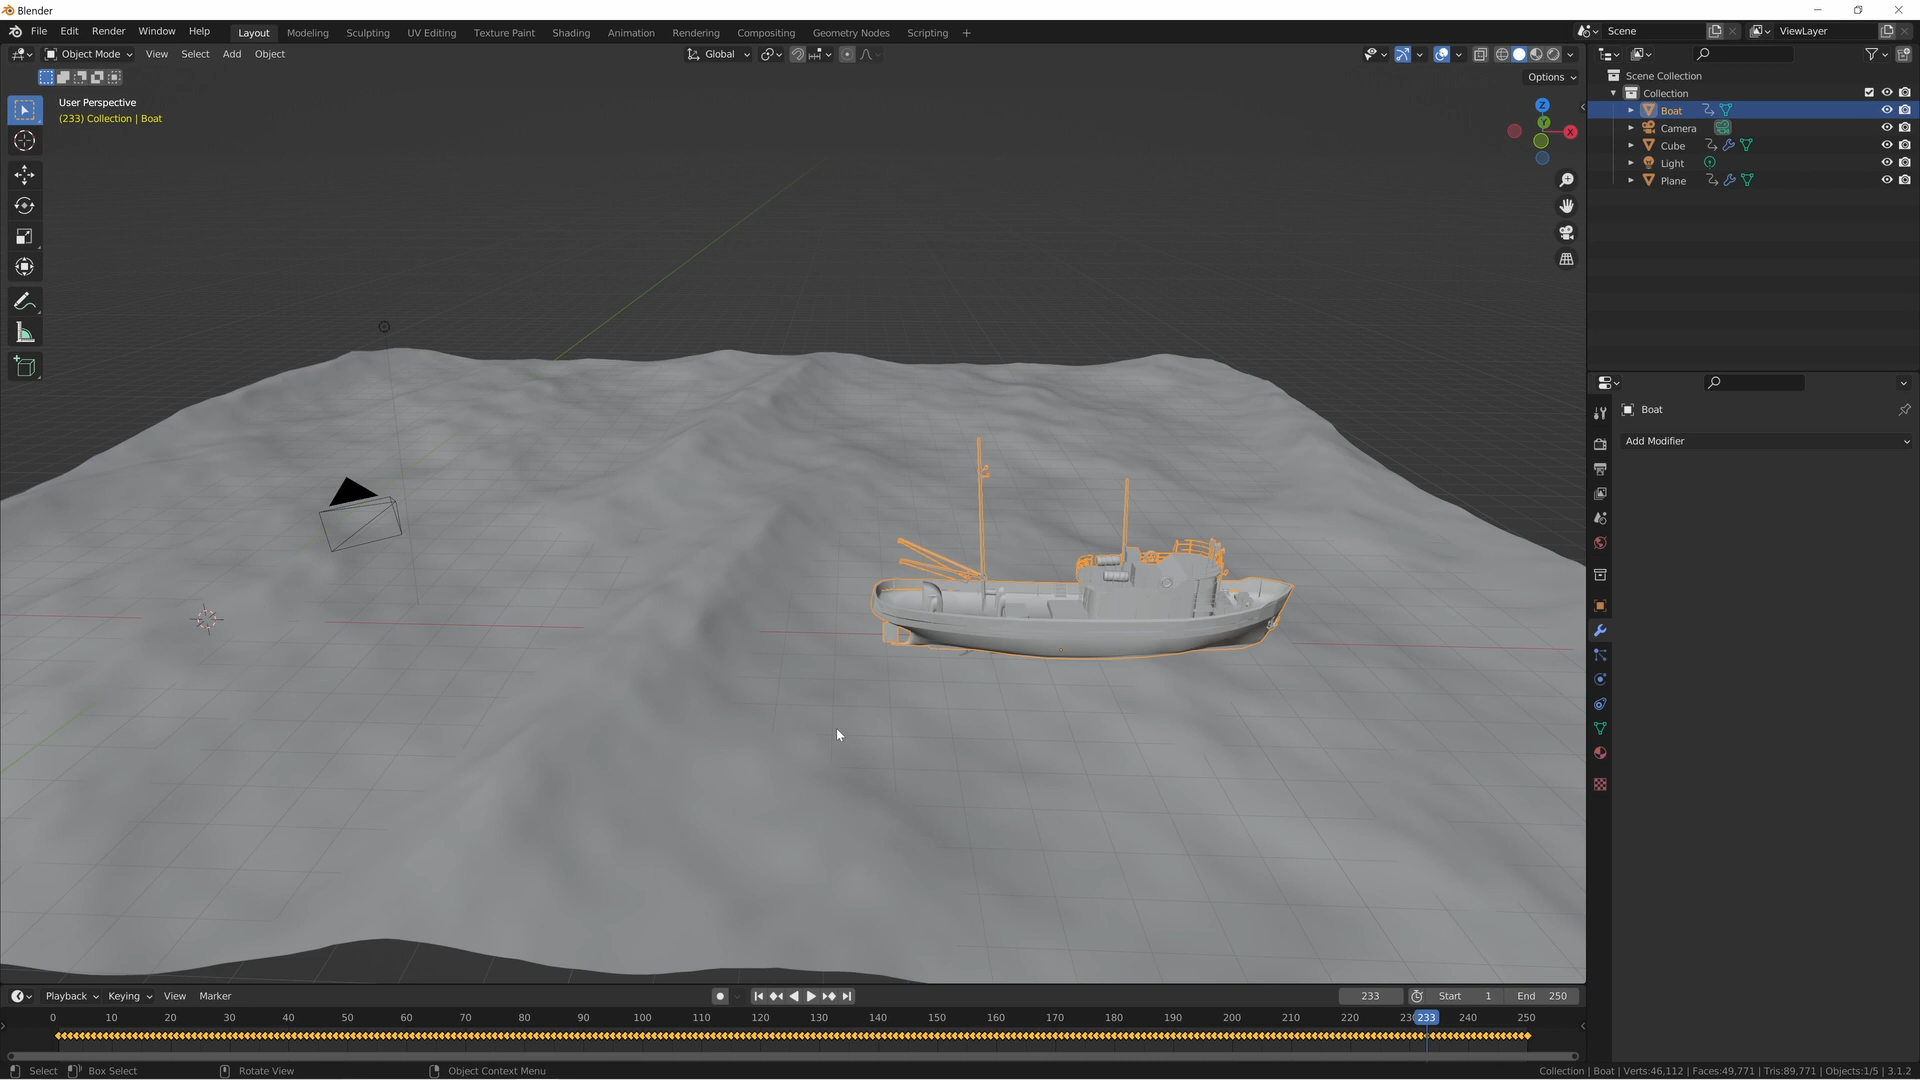 Blender
File Edit Render Window Help Layout Modeling Sculpting UV Editing Texture Paint Shading Animation Rendering Compositing Geometry Nodes Scripting + Scene ViewLayer
Object Mode View Select Add Object Global
Options
User Perspective
(233) Collection | Boat
Z
Y
X
Scene Collection
Collection
Boat
Camera
Cube
Light
Plane
Boat
Add Modifier
Playback Keying View Marker 233 Start 1 End 250
0 10 20 30 40 50 60 70 80 90 100 110 120 130 140 150 160 170 180 190 200 210 220 233 240 250
Select Box Select Rotate View Object Context Menu Collection | Boat | Verts:46,112 | Faces:49,771 | Tris:89,771 | Objects:1/5 | 3.1.2